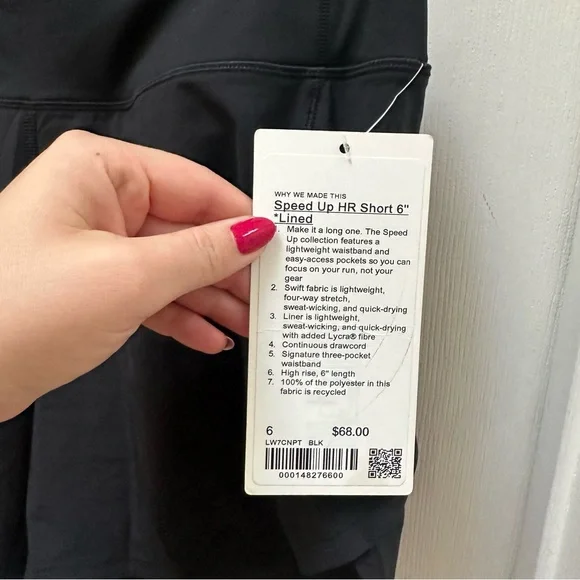 WHY WE MADE THIS
Speed Up HR Short 6"
*Lined
1. Make it a long one. The Speed
Up collection features a
lightweight waistband and
easy-access pockets so you can
focus on your run, not your
gear
2. Swift fabric is lightweight,
four-way stretch,
sweat-wicking, and quick-drying
3. Liner is lightweight,
sweat-wicking, and quick-drying
with added Lycra® fibre
4. Continuous drawcord
5. Signature three-pocket
waistband
6. High rise, 6" length
7. 100% of the polyester in this
fabric is recycled
6 $68.00
LW7CNPT BLK
000148276600